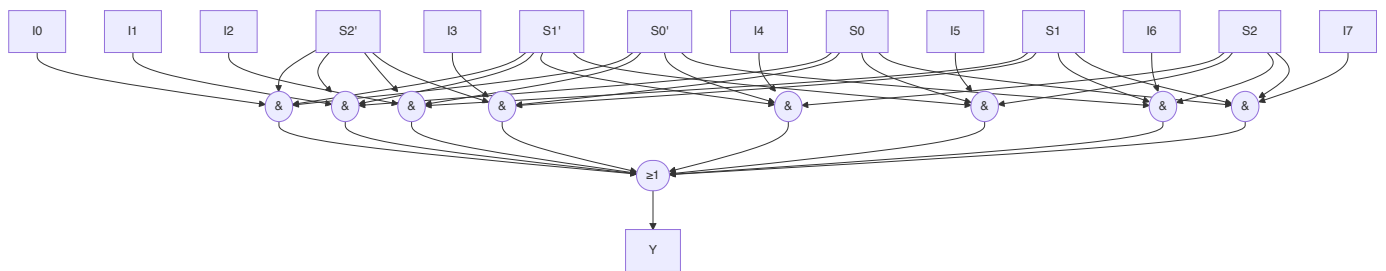 I0 I1 I2 S2' I3 S1' S0' I4 S0 I5 S1 I6 S2 I7
& & & & & & & &
≥1
Y